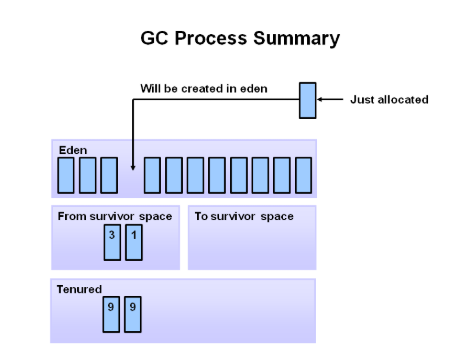 GC Process Summary
Will be created in eden
Just allocated
Eden
From survivor space
To survivor space
3 1
Tenured
9 9